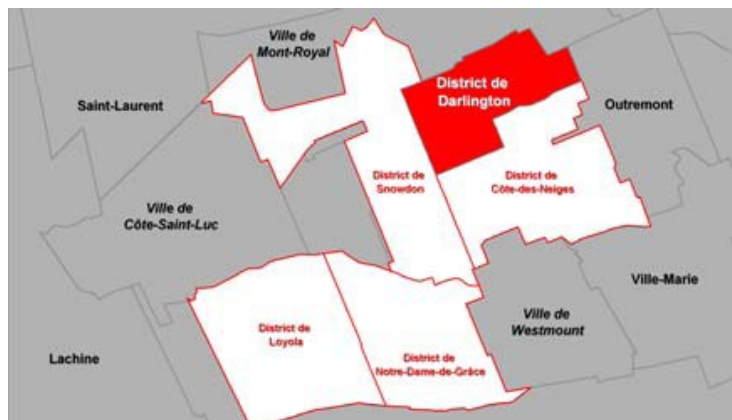 Ville de
Mont-Royal
Saint-Laurent
District de
Darlington
Outremont
District de
Snowdon
District de
Côte-des-Neiges
Ville de
Côte-Saint-Luc
Ville-Marie
Ville de
Westmount
District de
Loyola
Lachine
District de
Notre-Dame-de-Grâce